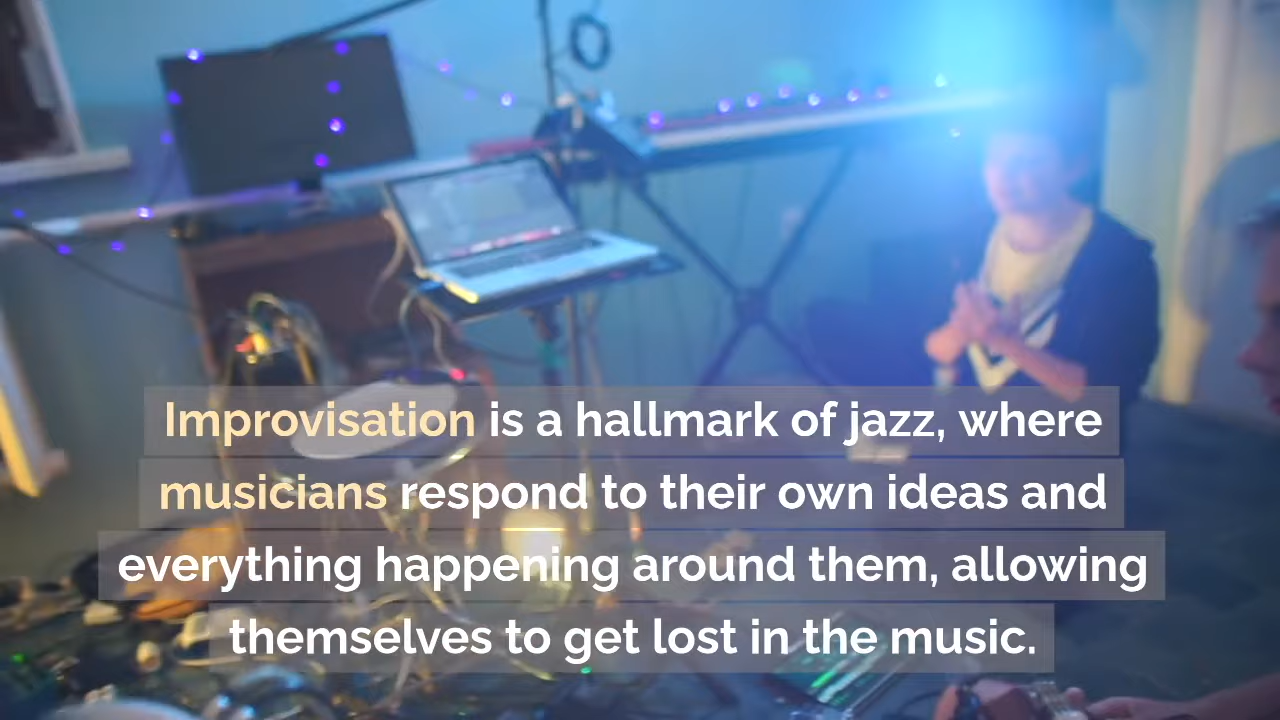 Improvisation is a hallmark of jazz, where
musicians respond to their own ideas and
everything happening around them, allowing
themselves to get lost in the music.